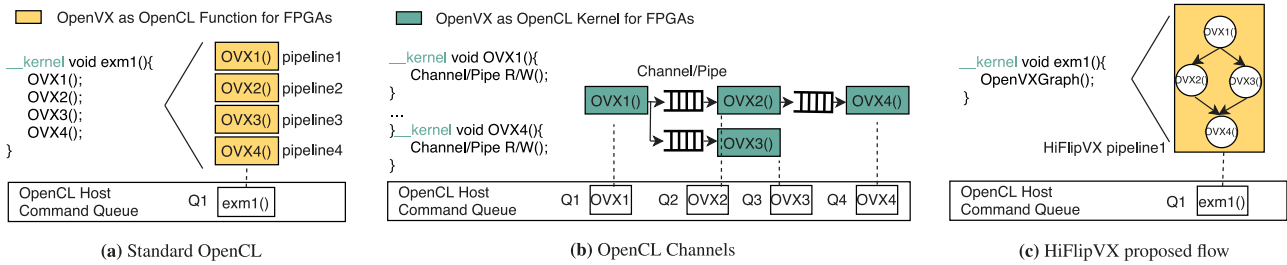 OpenVX as OpenCL Function for FPGAs
__kernel void exm1(){
OVX1();
OVX2();
OVX3();
OVX4();
}
OVX1() pipeline1
OVX2() pipeline2
OVX3() pipeline3
OVX4() pipeline4
OpenCL Host
Command Queue
Q1 exm1()
(a) Standard OpenCL
OpenVX as OpenCL Kernel for FPGAs
__kernel void OVX1(){
Channel/Pipe R/W();
}
...
}__kernel void OVX4(){
Channel/Pipe R/W();
}
Channel/Pipe
OVX1() OVX2() OVX4()
OVX3()
OpenCL Host
Command Queue
Q1 OVX1 Q2 OVX2 Q3 OVX3 Q4 OVX4
(b) OpenCL Channels
__kernel void exm1(){
OpenVXGraph();
}
OVX1()
OVX2() OVX3()
OVX4()
HiFlipVX pipeline1
OpenCL Host
Command Queue
Q1 exm1()
(c) HiFlipVX proposed flow